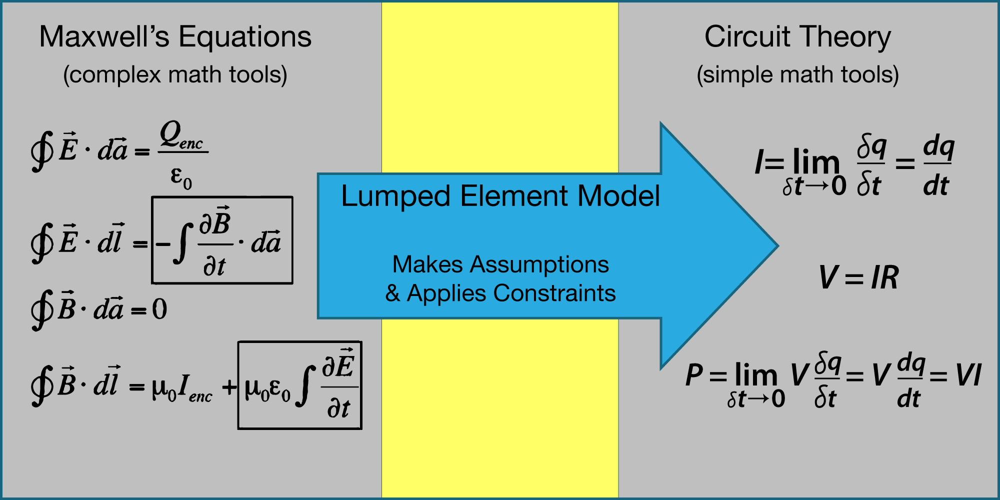 Maxwell's Equations
(complex math tools)
∮ E⃗ · da⃗ = Q_enc / ε₀
∮ E⃗ · dl⃗ = −∫ ∂B⃗/∂t · da⃗
∮ B⃗ · da⃗ = 0
∮ B⃗ · dl⃗ = μ₀I_enc + μ₀ε₀ ∫ ∂E⃗/∂t
Lumped Element Model
Makes Assumptions
& Applies Constraints
Circuit Theory
(simple math tools)
I = lim δt→0 δq/δt = dq/dt
V = IR
P = lim δt→0 V δq/δt = V dq/dt = VI